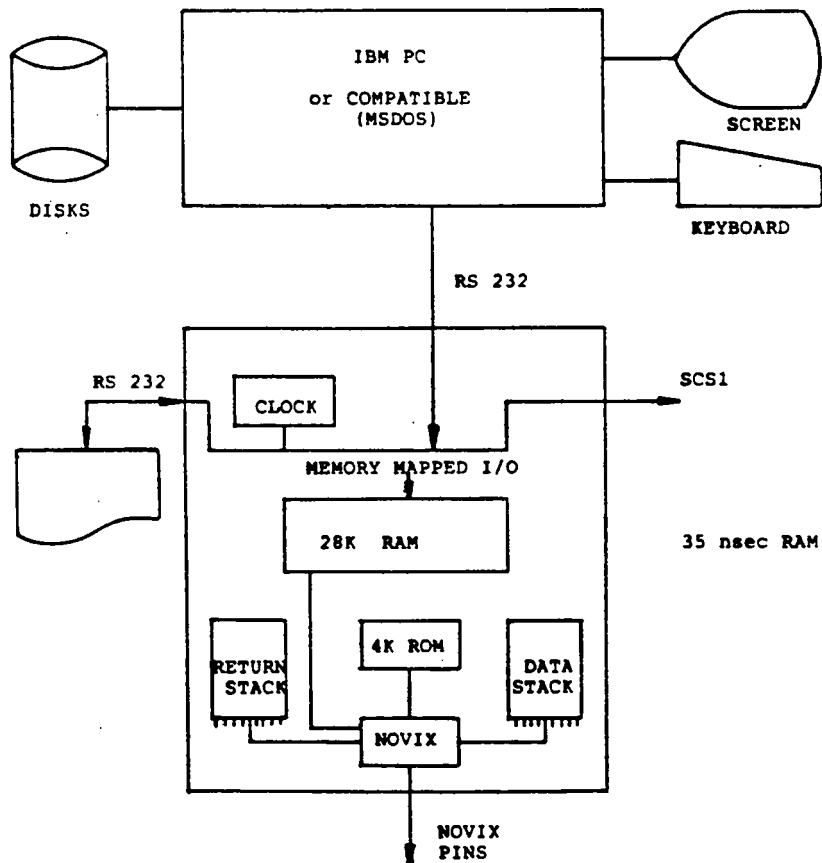 IBM PC
or COMPATIBLE
(MSDOS)
SCREEN
DISKS
KEYBOARD
RS 232
RS 232
SCS1
CLOCK
MEMORY MAPPED I/O
28K RAM
35 nsec RAM
4K ROM
RETURN
STACK
DATA
STACK
NOVIX
NOVIX
PINS